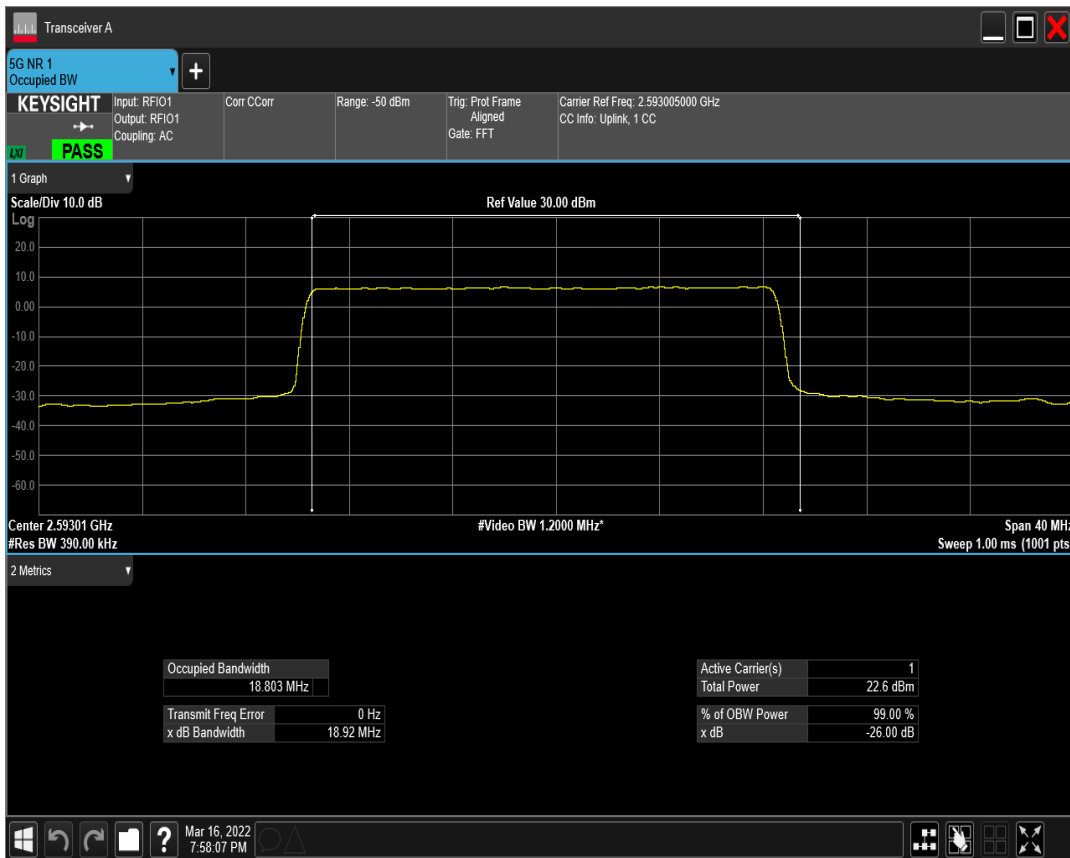 Transceiver A
5G NR 1
Occupied BW
KEYSIGHT
LXI
PASS
Input: RFIO1
Output: RFIO1
Coupling: AC
Corr CCorr
Range: -50 dBm
Trig: Prot Frame
Aligned
Gate: FFT
Carrier Ref Freq: 2.593005000 GHz
CC Info: Uplink, 1 CC
1 Graph
Scale/Div 10.0 dB
Ref Value 30.00 dBm
Log
20.0
10.0
0.00
-10.0
-20.0
-30.0
-40.0
-50.0
-60.0
Center 2.59301 GHz
#Video BW 1.2000 MHz*
Span 40 MHz
#Res BW 390.00 kHz
Sweep 1.00 ms (1001 pts
2 Metrics
Occupied Bandwidth
18.803 MHz
Transmit Freq Error 0 Hz
x dB Bandwidth 18.92 MHz
Active Carrier(s) 1
Total Power 22.6 dBm
% of OBW Power 99.00 %
x dB -26.00 dB
?
Mar 16, 2022
7:58:07 PM